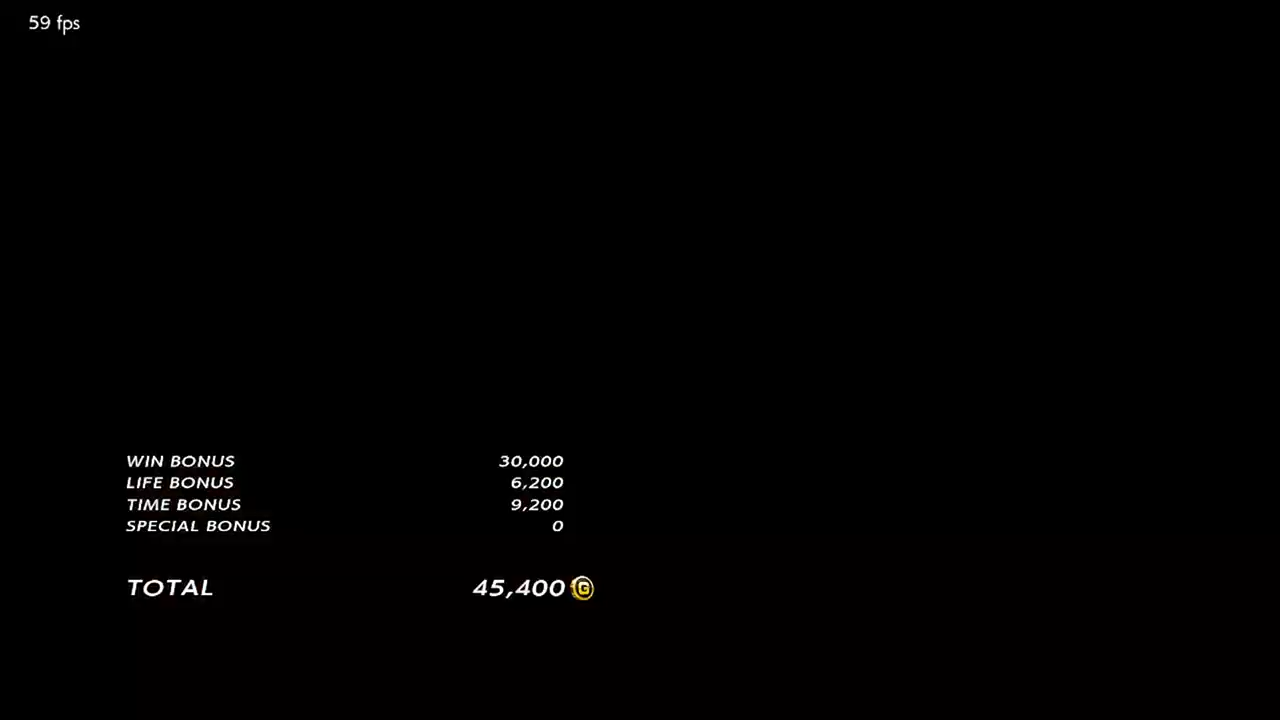 59 fps
WIN BONUS 30,000
LIFE BONUS 6,200
TIME BONUS 9,200
SPECIAL BONUS 0
TOTAL 45,400 G